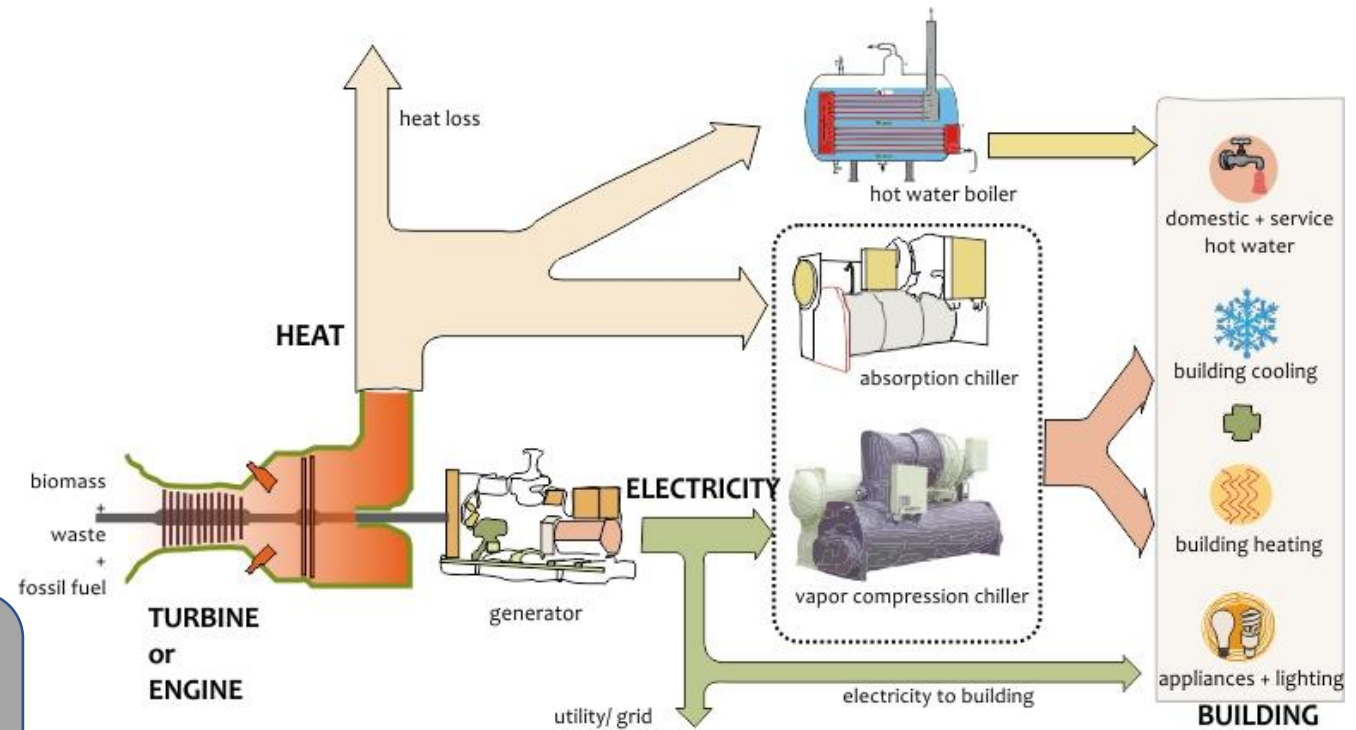 heat loss
hot water boiler
domestic + service
hot water
HEAT
absorption chiller
building cooling
biomass
+
waste
+
fossil fuel
ELECTRICITY
building heating
generator
vapor compression chiller
TURBINE
or
ENGINE
appliances + lighting
electricity to building
utility/ grid
BUILDING